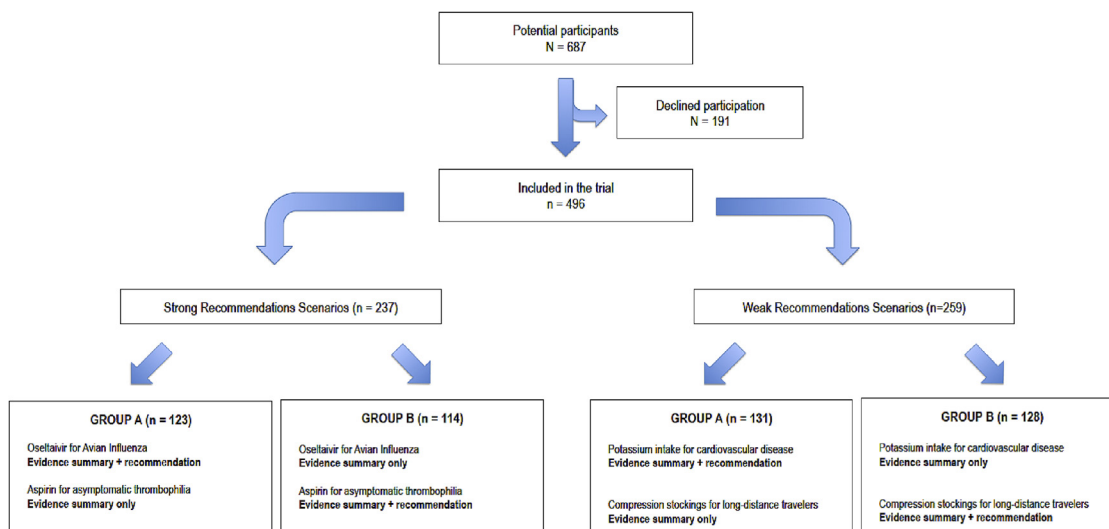 Potential participants
N = 687
Declined participation
N = 191
Included in the trial
n = 496
Strong Recommendations Scenarios (n = 237)
Weak Recommendations Scenarios (n=259)
GROUP A (n = 123)
Oseltaivir for Avian Influenza
Evidence summary + recommendation
Aspirin for asymptomatic thrombophilia
Evidence summary only
GROUP B (n = 114)
Oseltaivir for Avian Influenza
Evidence summary only
Aspirin for asymptomatic thrombophilia
Evidence summary + recommendation
GROUP A (n = 131)
Potassium intake for cardiovascular disease
Evidence summary + recommendation
Compression stockings for long-distance travelers
Evidence summary only
GROUP B (n = 128)
Potassium intake for cardiovascular disease
Evidence summary only
Compression stockings for long-distance travelers
Evidence summary + recommendation